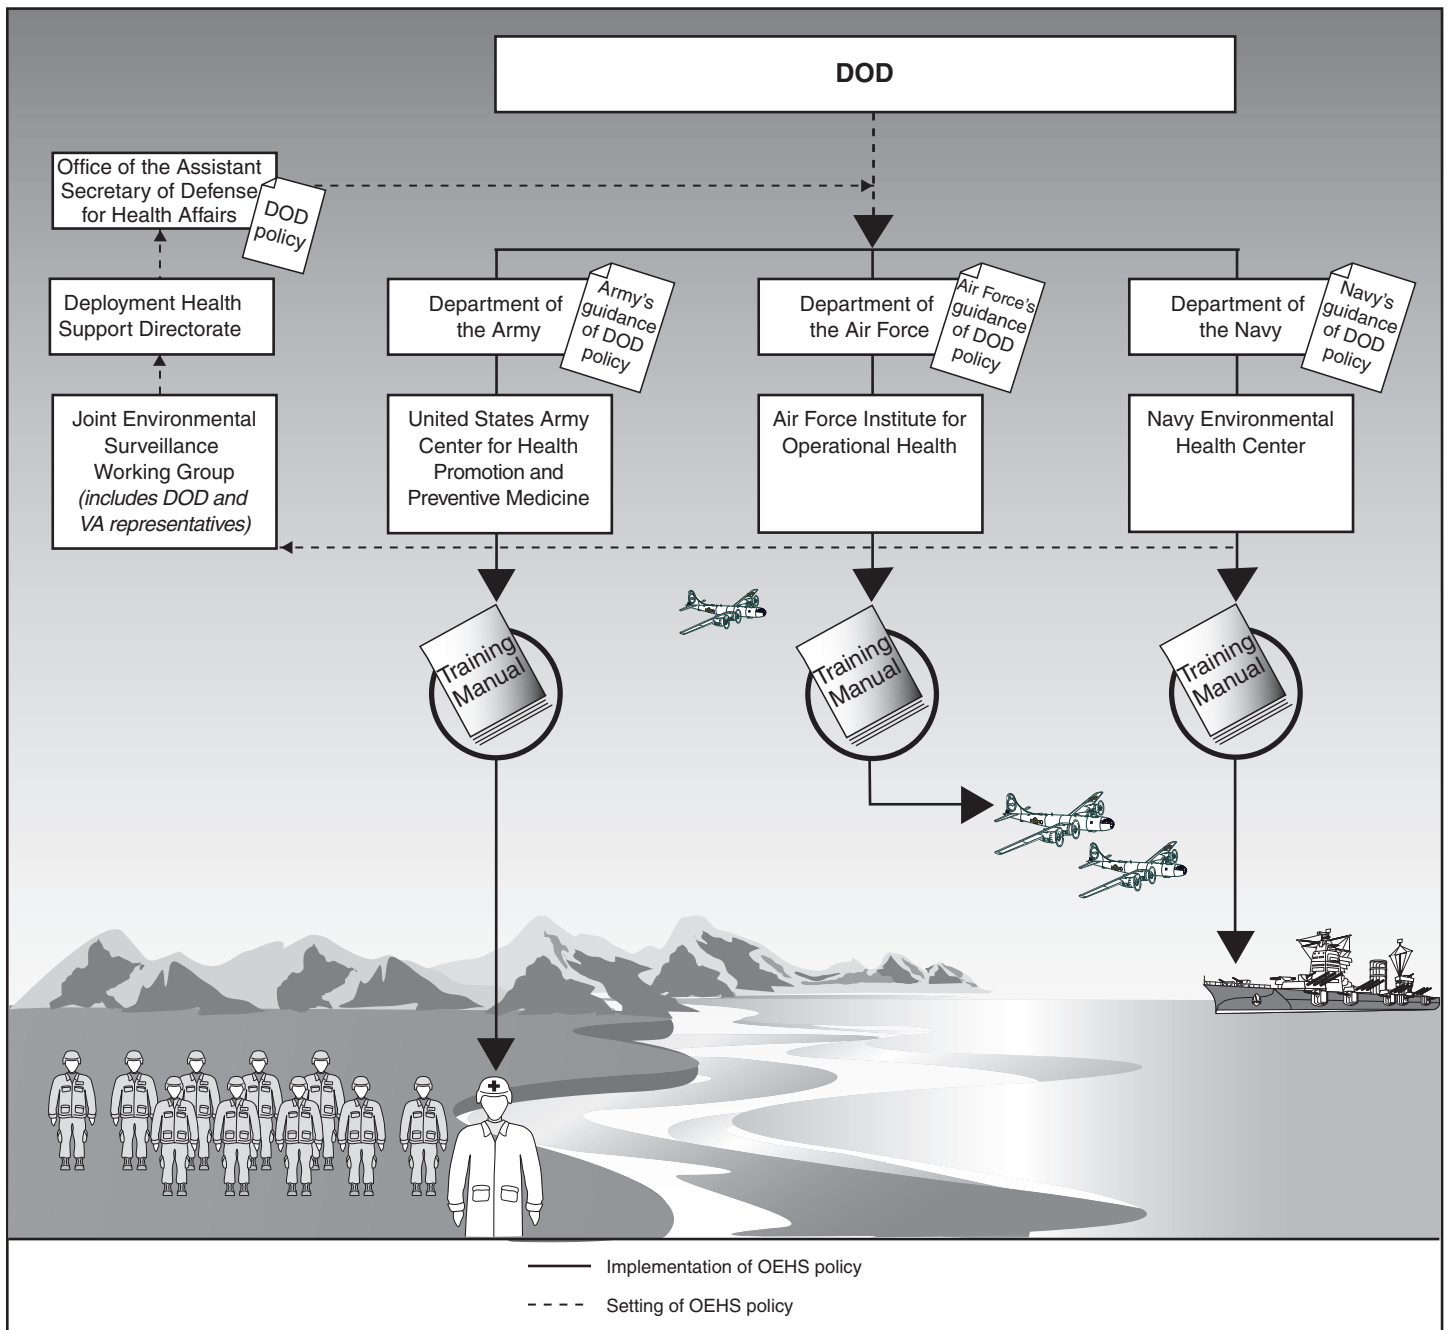 DOD
Office of the Assistant
Secretary of Defense
for Health Affairs
DOD
policy
Deployment Health
Support Directorate
Joint Environmental
Surveillance
Working Group
(includes DOD and
VA representatives)
Department of
the Army
Army's
guidance
of DOD
policy
Department of
the Air Force
Air Force's
guidance
of DOD
policy
Department of
the Navy
Navy's
guidance
of DOD
policy
United States Army
Center for Health
Promotion and
Preventive Medicine
Air Force Institute for
Operational Health
Navy Environmental
Health Center
Training
Manual
Training
Manual
Training
Manual
Implementation of OEHS policy
Setting of OEHS policy